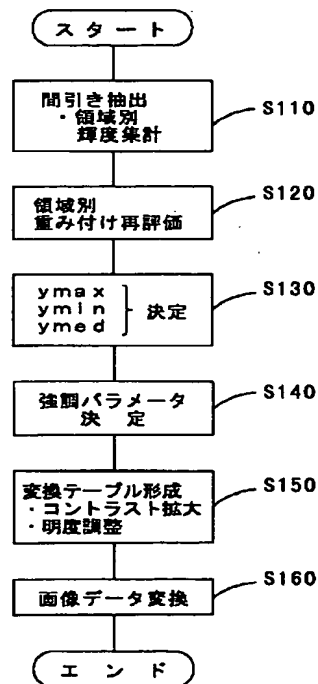 スタート
間引き抽出
・領域別
輝度集計
S110
領域別
重み付け再評価
S120
ymax
ymin
ymed
決定
S130
強調パラメータ
決定
S140
変換テーブル形成
・コントラスト拡大
・明度調整
S150
画像データ変換
S160
エンド